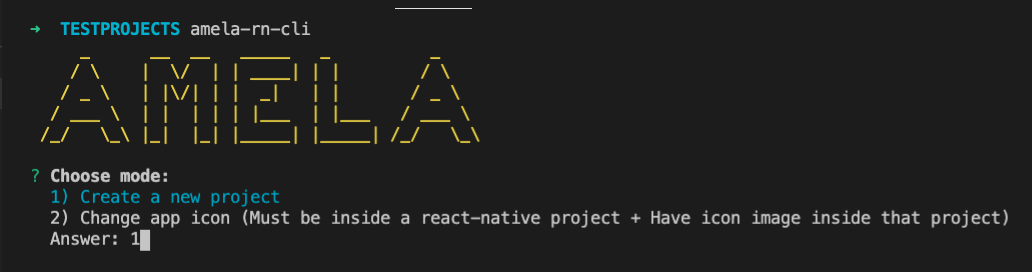 ➜ TESTPROJECTS amela-rn-cli
AMELA
? Choose mode:
1) Create a new project
2) Change app icon (Must be inside a react-native project + Have icon image inside that project)
Answer: 1